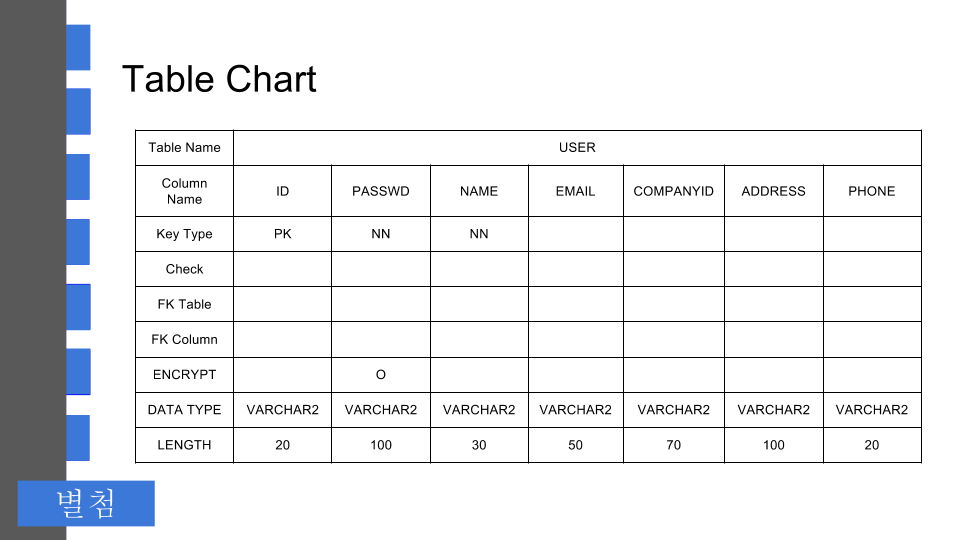 Table Chart
Table Name USER
Column Name ID PASSWD NAME EMAIL COMPANYID ADDRESS PHONE
Key Type PK NN NN
Check
FK Table
FK Column
ENCRYPT O
DATA TYPE VARCHAR2 VARCHAR2 VARCHAR2 VARCHAR2 VARCHAR2 VARCHAR2 VARCHAR2
LENGTH 20 100 30 50 70 100 20
별첨